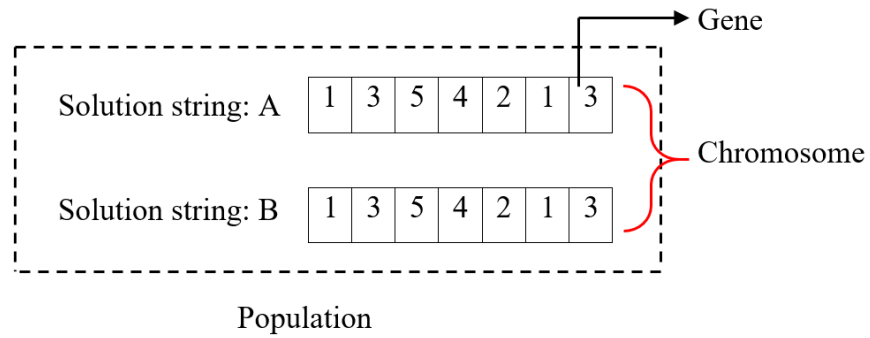 Gene
Solution string: A 1 3 5 4 2 1 3
Chromosome
Solution string: B 1 3 5 4 2 1 3
Population